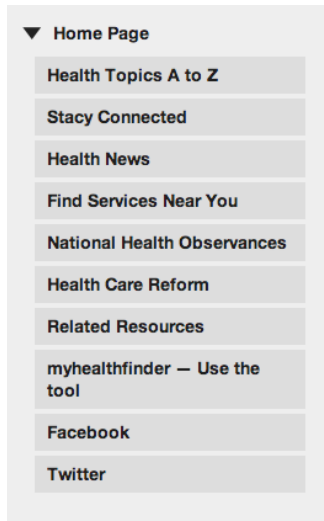 Home Page
Health Topics A to Z
Stacy Connected
Health News
Find Services Near You
National Health Observances
Health Care Reform
Related Resources
myhealthfinder — Use the
tool
Facebook
Twitter